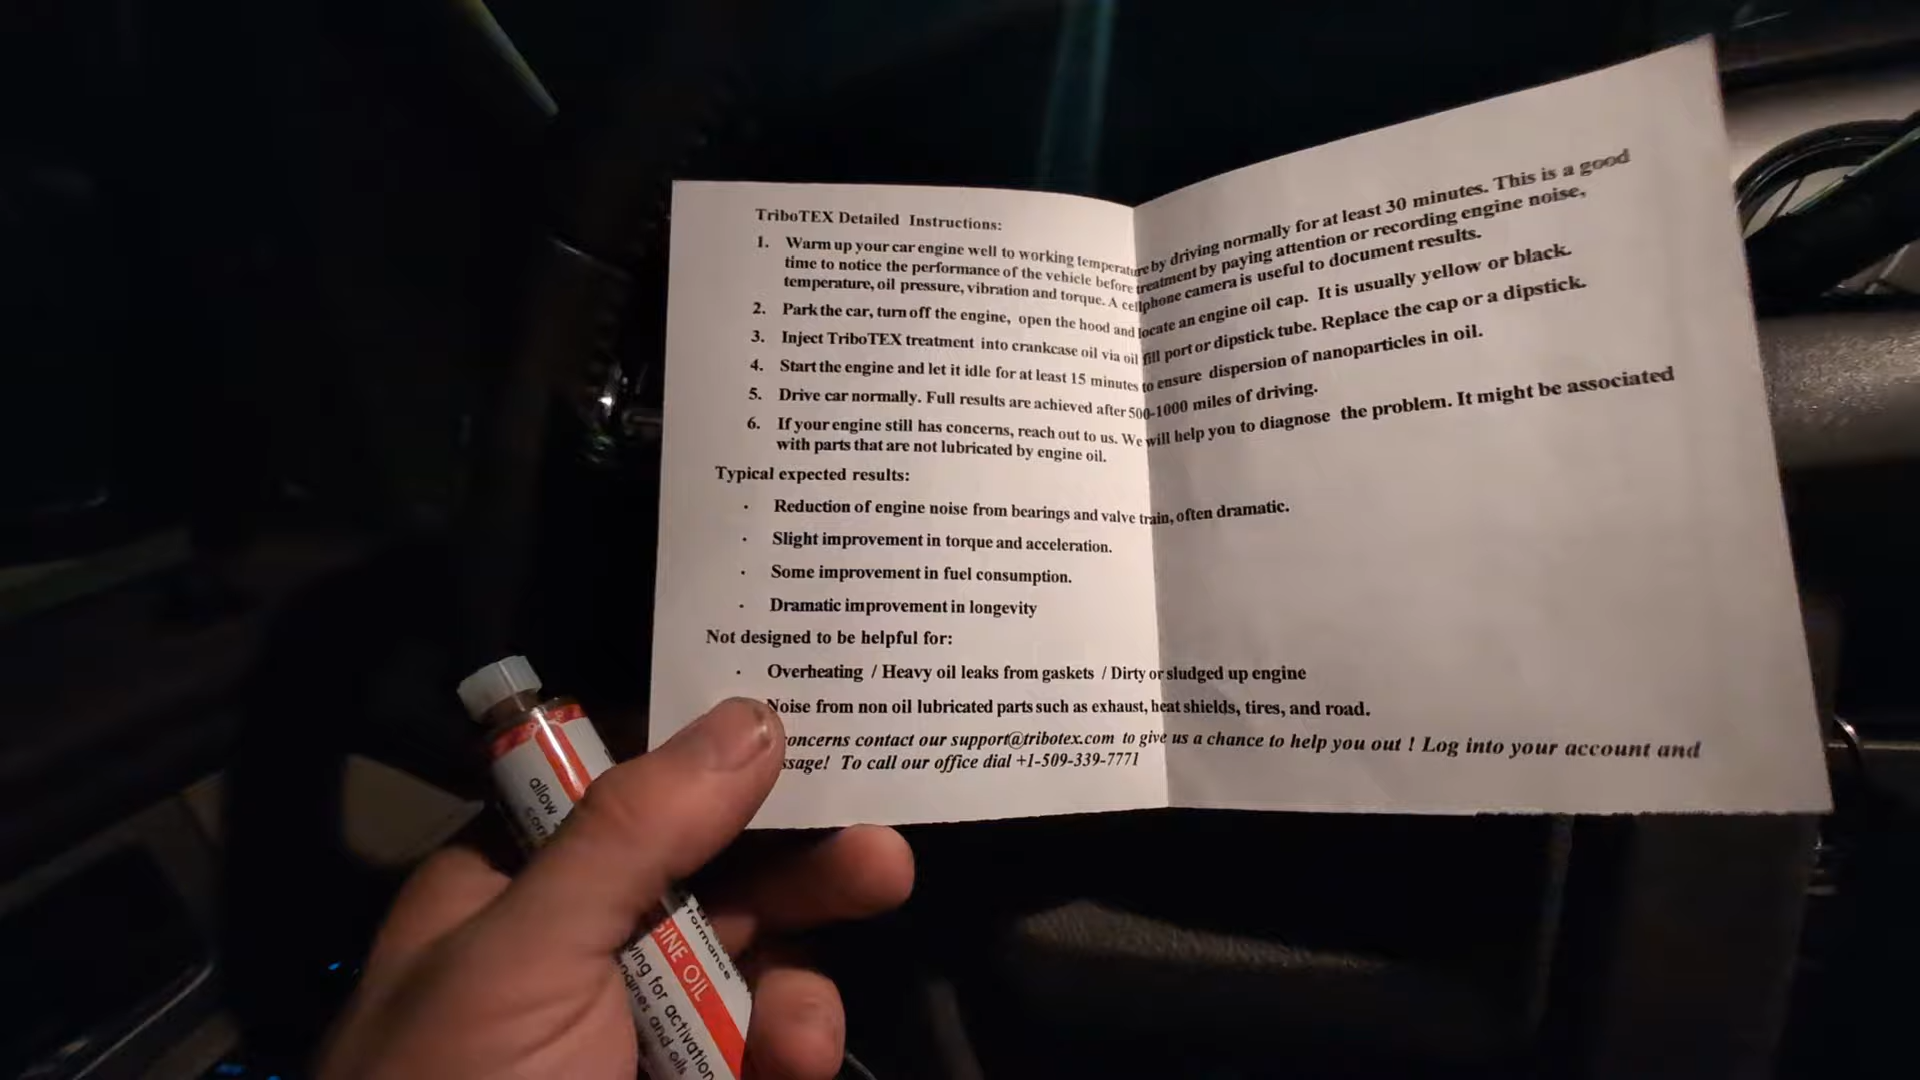 TriboTEX Detailed Instructions:
1. Warm up your car engine well to working temperature by driving normally for at least 30 minutes. This is a good
time to notice the performance of the vehicle before treatment by paying attention or recording engine noise,
temperature, oil pressure, vibration and torque. A cellphone camera is useful to document results.
2. Park the car, turn off the engine, open the hood and locate an engine oil cap. It is usually yellow or black.
3. Inject TriboTEX treatment into crankcase oil via oil fill port or dipstick tube. Replace the cap or a dipstick.
4. Start the engine and let it idle for at least 15 minutes to ensure dispersion of nanoparticles in oil.
5. Drive car normally. Full results are achieved after 500-1000 miles of driving.
6. If your engine still has concerns, reach out to us. We will help you to diagnose the problem. It might be associated
with parts that are not lubricated by engine oil.
Typical expected results:
· Reduction of engine noise from bearings and valve train, often dramatic.
· Slight improvement in torque and acceleration.
· Some improvement in fuel consumption.
· Dramatic improvement in longevity
Not designed to be helpful for:
· Overheating / Heavy oil leaks from gaskets / Dirty or sludged up engine
Noise from non oil lubricated parts such as exhaust, heat shields, tires, and road.
concerns contact our support@tribotex.com to give us a chance to help you out ! Log into your account and
ssage! To call our office dial +1-509-339-7771
allow
OIL
for activation
and oils